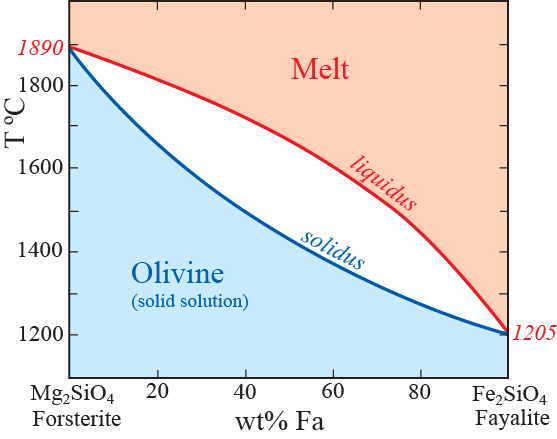 1890
Melt
1800
T ºC
1600
liquidus
1400
solidus
Olivine
(solid solution)
1200
1205
Mg₂SiO₄ 20 40 60 80 Fe₂SiO₄
Forsterite wt% Fa Fayalite